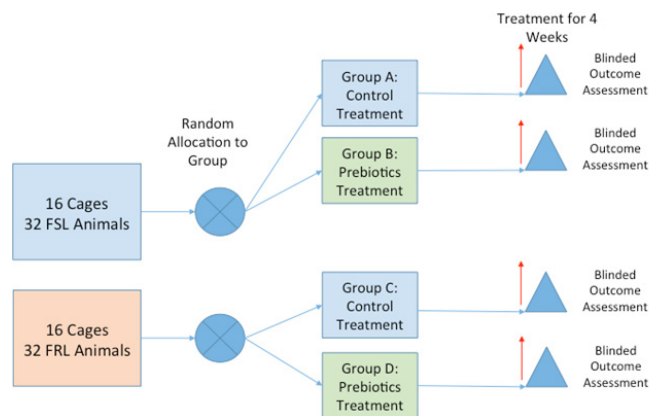 Treatment for 4
Weeks
Group A:
Control
Treatment
Blinded
Outcome
Assessment
Random
Allocation to
Group
Group B:
Prebiotics
Treatment
Blinded
Outcome
Assessment
16 Cages
32 FSL Animals
Group C:
Control
Treatment
Blinded
Outcome
Assessment
16 Cages
32 FRL Animals
Group D:
Prebiotics
Treatment
Blinded
Outcome
Assessment